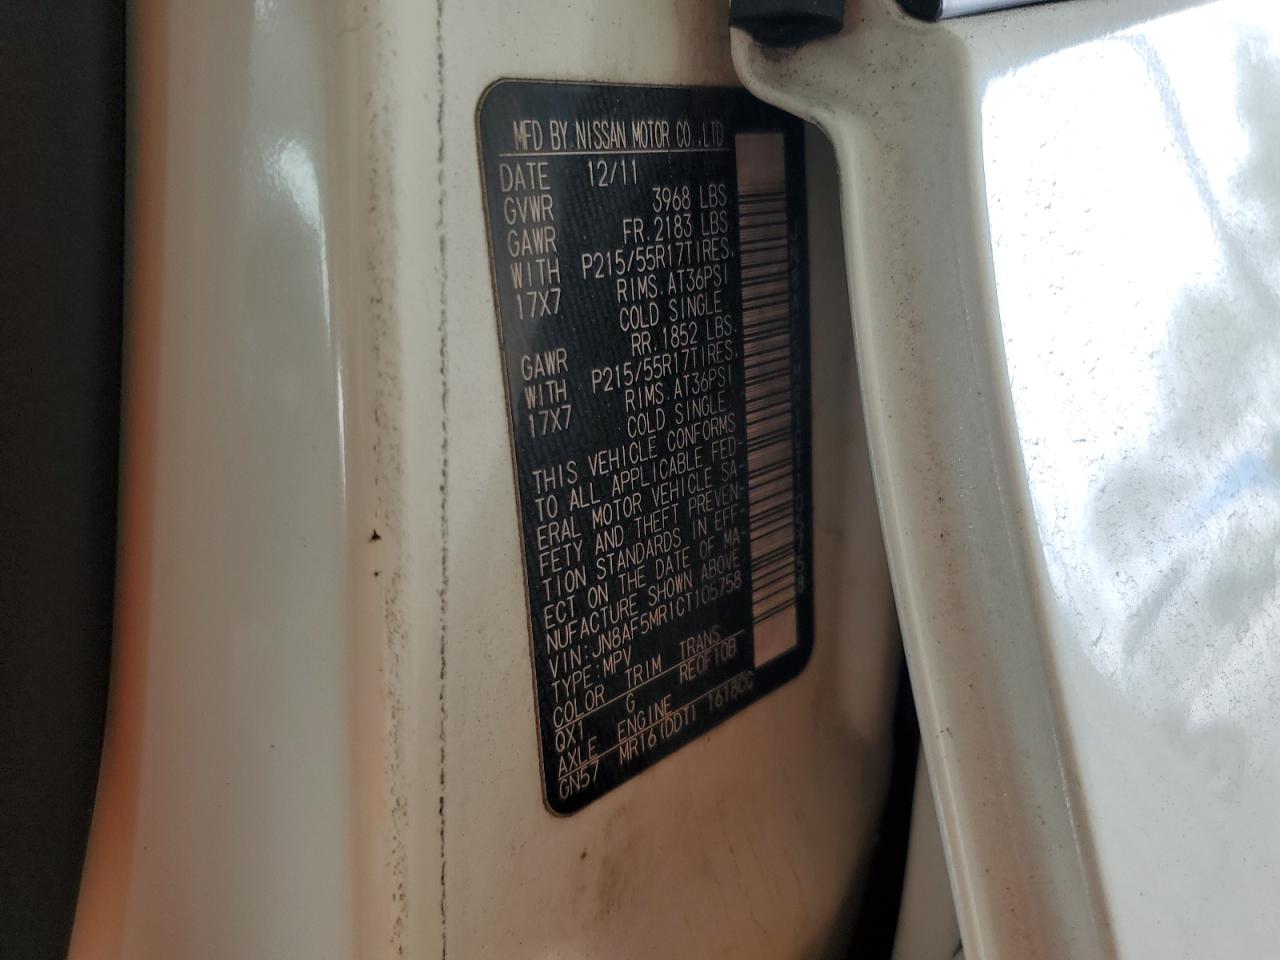 MFD BY NISSAN MOTOR CO.,LTD
DATE 12/11
GVWR 3968 LBS.
GAWR FR.2183 LBS.
WITH P215/55R17TIRES,
17X7 RIMS.AT36PSI
COLD SINGLE.
GAWR RR.1852 LBS.
WITH P215/55R17TIRES,
17X7 RIMS.AT36PSI
COLD SINGLE.
THIS VEHICLE CONFORMS
TO ALL APPLICABLE FED-
ERAL MOTOR VEHICLE SA-
FETY AND THEFT PREVEN-
TION STANDARDS IN EFF-
ECT ON THE DATE OF MA-
NUFACTURE SHOWN ABOVE
VIN:JN8AF5MR1CT105758
TYPE:MPV
COLOR TRIM TRANS
QX1 G RE0F10B
AXLE ENGINE
GN57 MR16(DDT) 1618CC